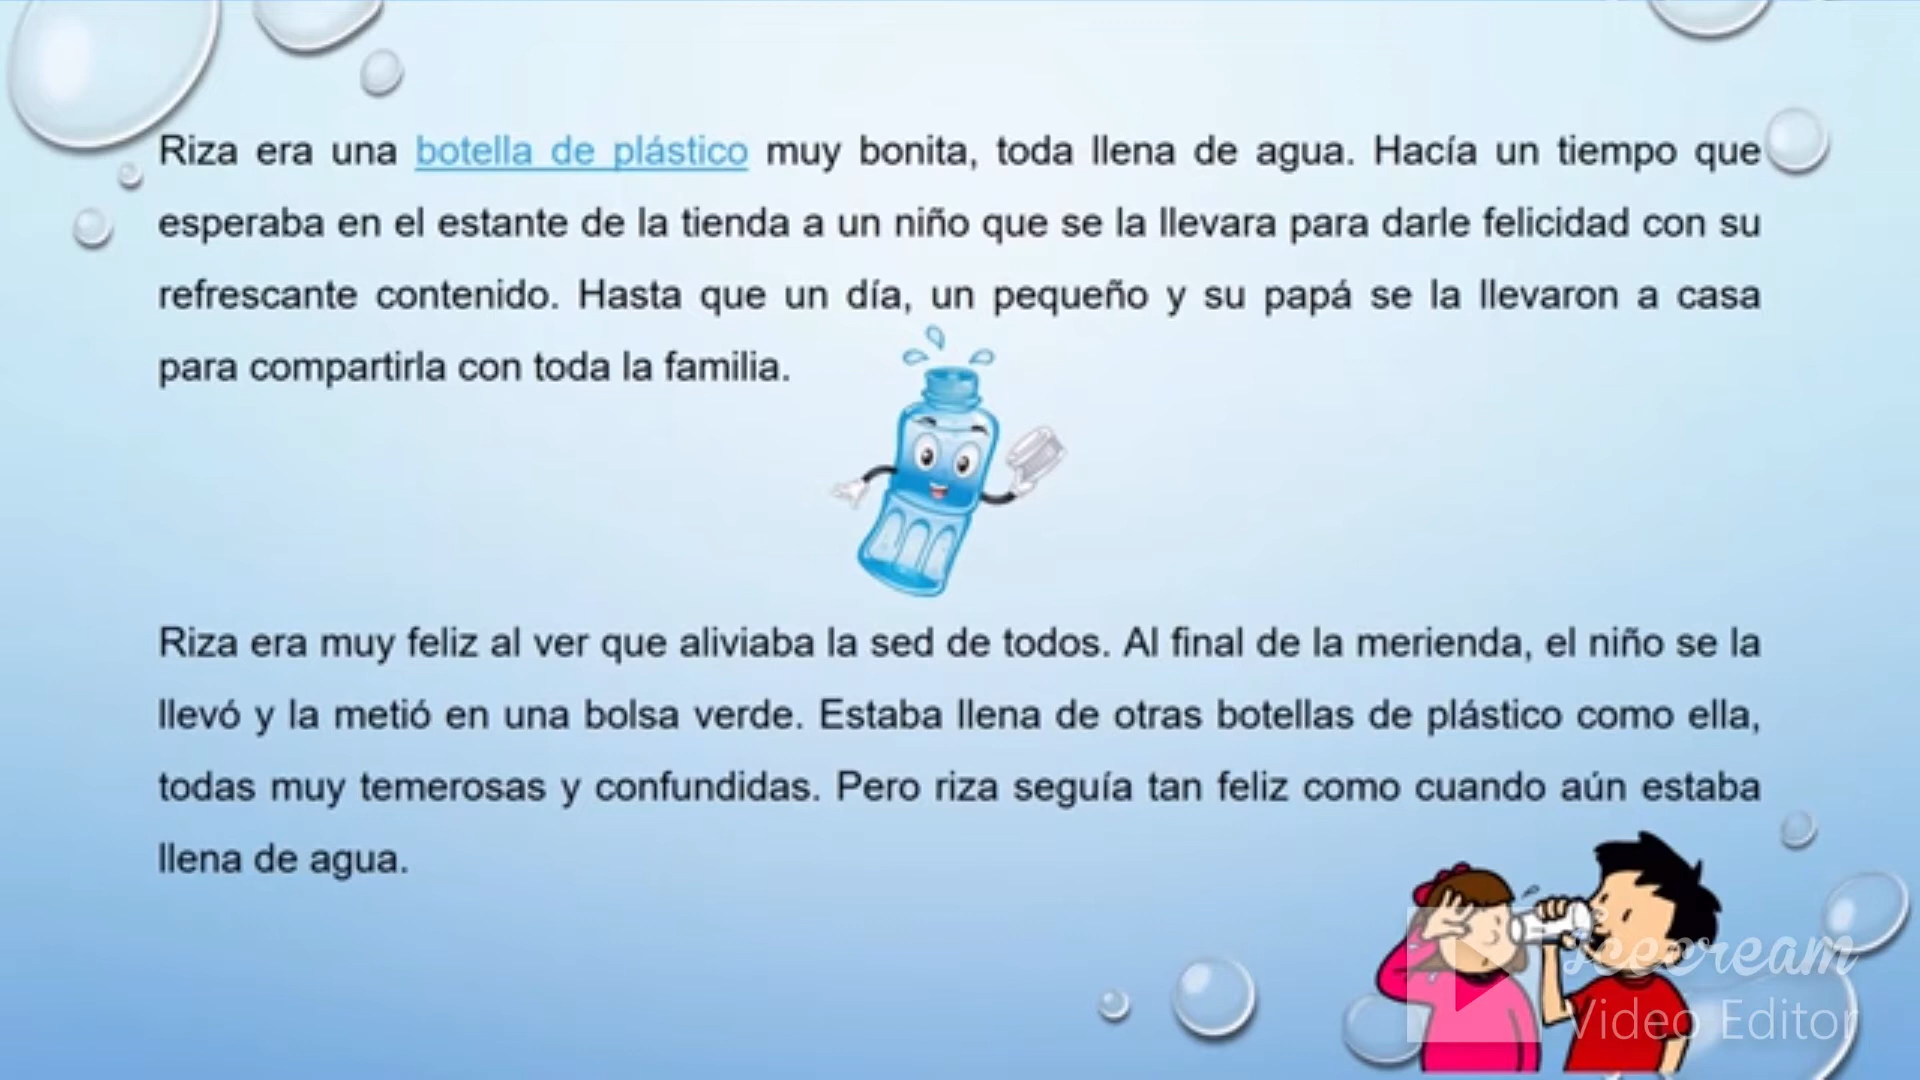 Riza era una botella de plástico muy bonita, toda llena de agua. Hacía un tiempo que
esperaba en el estante de la tienda a un niño que se la llevara para darle felicidad con su
refrescante contenido. Hasta que un día, un pequeño y su papá se la llevaron a casa
para compartirla con toda la familia.
Riza era muy feliz al ver que aliviaba la sed de todos. Al final de la merienda, el niño se la
llevó y la metió en una bolsa verde. Estaba llena de otras botellas de plástico como ella,
todas muy temerosas y confundidas. Pero riza seguía tan feliz como cuando aún estaba
llena de agua.
icecream
Video Editor